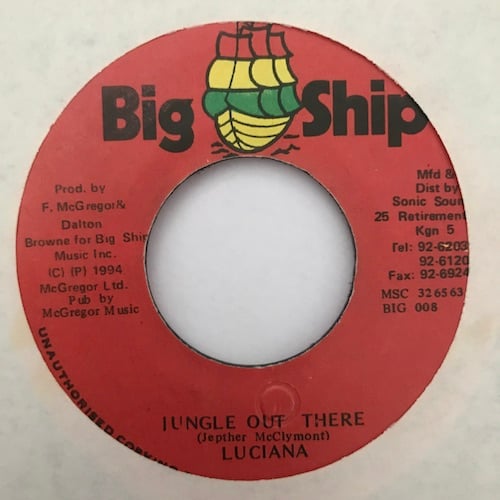 Big Ship
Prod. by
F. McGregor&
Dalton
Browne for Big Ship
Music Inc.
(C) (P) 1994
McGregor Ltd.
Pub by
McGregor Music
Mfd &
Dist by
Sonic Soun
25 Retirement
Kgn 5
Tel: 92-6203
92-6120
Fax: 92-6924
MSC 326563
BIG 008
UNAUTHORISED COPYING
JUNGLE OUT THERE
(Jepther McClymont)
LUCIANA